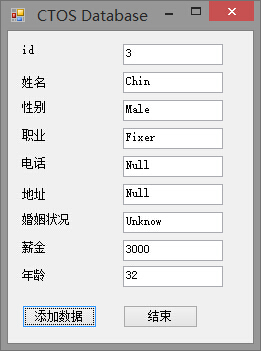 CTOS Database
id 3
姓名 Chin
性别 Male
职业 Fixer
电话 Null
地址 Null
婚姻状况 Unknow
薪金 3000
年龄 32
添加数据 结束